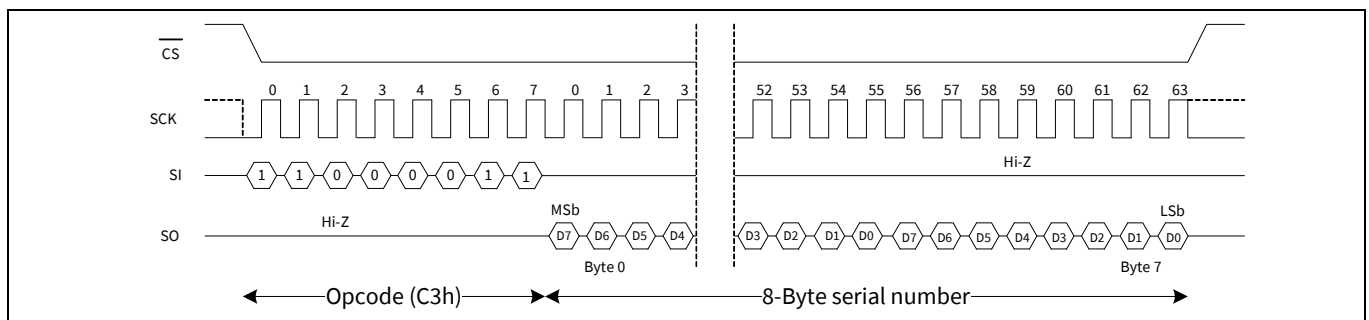 CS
0 1 2 3 4 5 6 7 0 1 2 3 52 53 54 55 56 57 58 59 60 61 62 63
SCK
Hi-Z
SI 1 1 0 0 0 0 1 1
MSb LSb
Hi-Z
SO D7 D6 D5 D4 D3 D2 D1 D0 D7 D6 D5 D4 D3 D2 D1 D0
Byte 0 Byte 7
Opcode (C3h) 8-Byte serial number